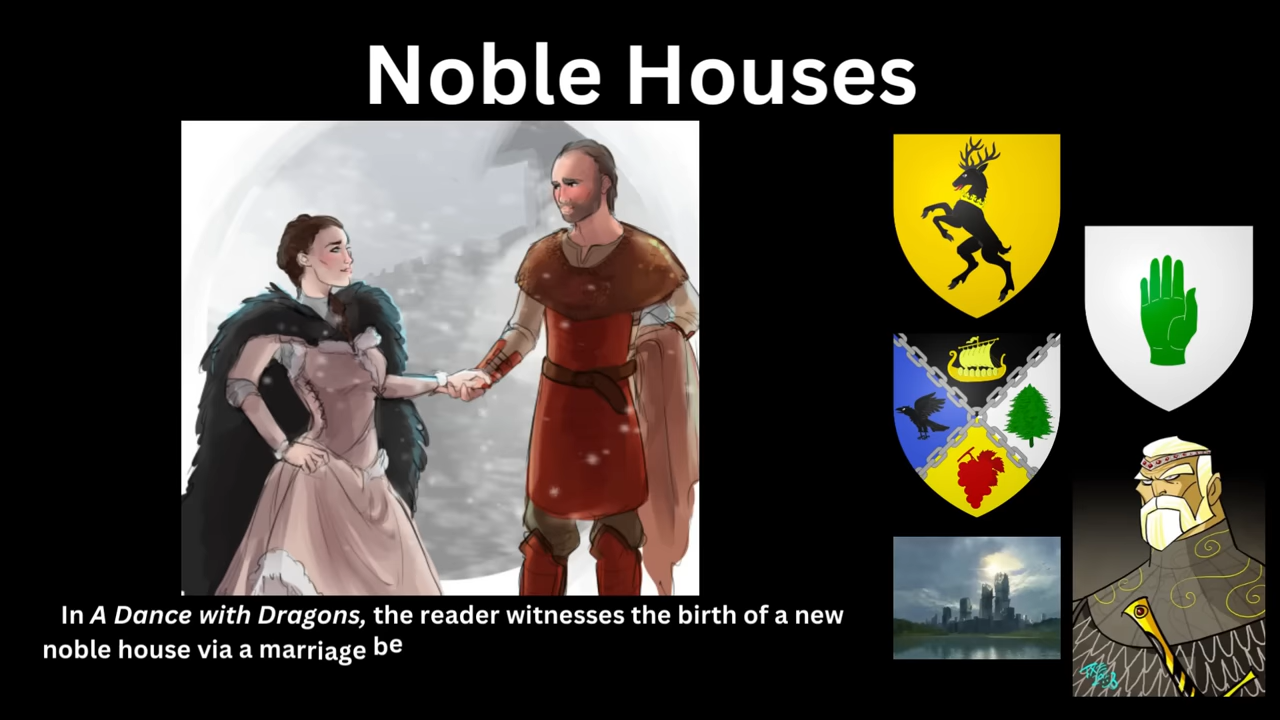 Noble Houses
In A Dance with Dragons, the reader witnesses the birth of a new
noble house via a marriage be